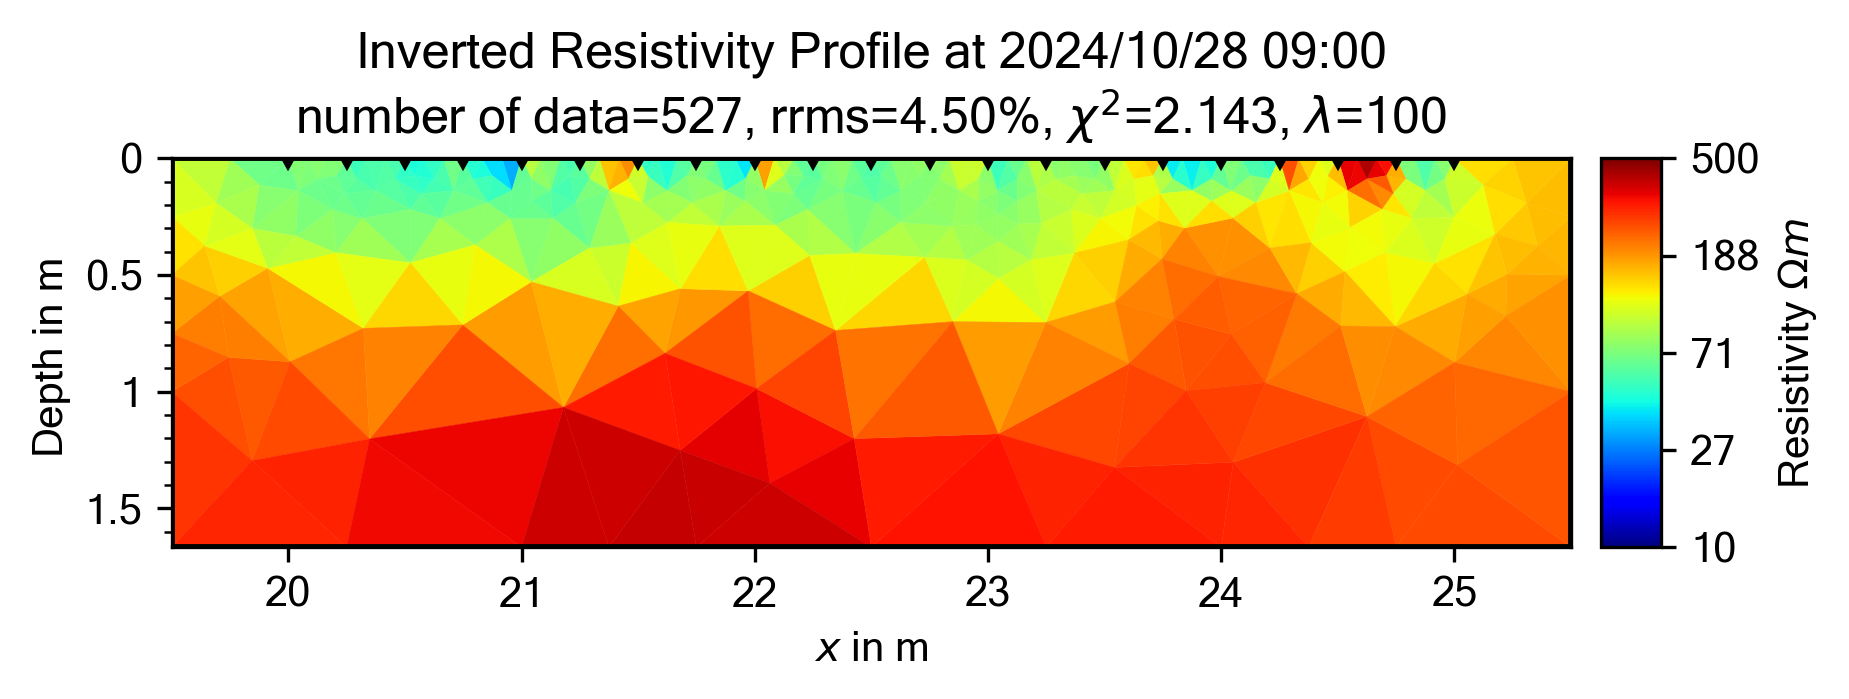 Inverted Resistivity Profile at 2024/10/28 09:00
number of data=527, rrms=4.50%, χ²=2.143, λ=100
0
0.5
1
1.5
Depth in m
20 21 22 23 24 25
x in m
500
188
71
27
10
Resistivity Ωm